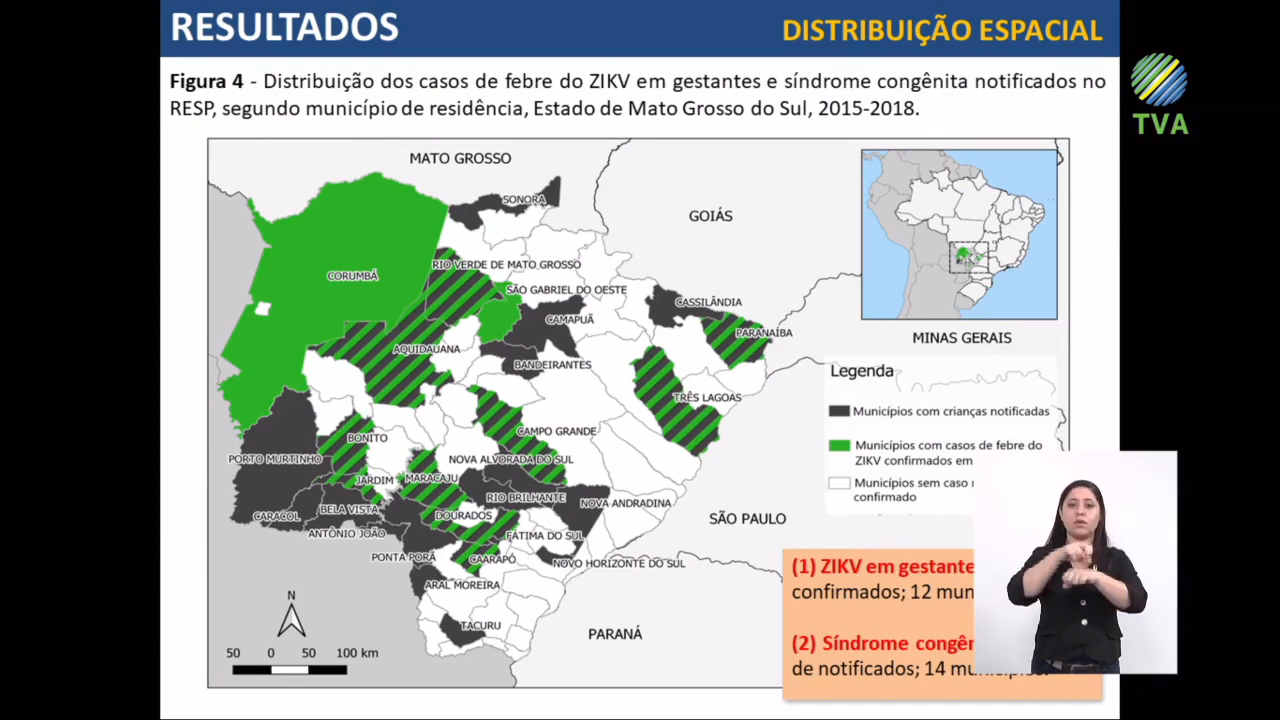 RESULTADOS
DISTRIBUIÇÃO ESPACIAL
Figura 4 - Distribuição dos casos de febre do ZIKV em gestantes e síndrome congênita notificados no
RESP, segundo município de residência, Estado de Mato Grosso do Sul, 2015-2018.
TVA
MATO GROSSO
SONORA
GOIÁS
RIO VERDE DE MATO GROSSO
CORUMBÁ
SÃO GABRIEL DO OESTE
CASSILÂNDIA
CAMAPUÃ
PARANAÍBA
MINAS GERAIS
AQUIDAUANA
BANDEIRANTES
TRÊS LAGOAS
Legenda
Municípios com crianças notificadas
Municípios com casos de febre do
ZIKV confirmados em
Municípios sem caso
confirmado
CAMPO GRANDE
BONITO
PORTO MURTINHO
NOVA ALVORADA DO SUL
JARDIM
MARACAJU
RIO BRILHANTE
NOVA ANDRADINA
BELA VISTA
CARACOL
DOURADOS
SÃO PAULO
ANTÔNIO JOÃO
FÁTIMA DO SUL
PONTA PORÃ
CAARAPÓ
NOVO HORIZONTE DO SUL
ARAL MOREIRA
TACURU
PARANÁ
N
50 0 50 100 km
(1) ZIKV em gestante
confirmados; 12 mun
(2) Síndrome congên
de notificados; 14 municípios.